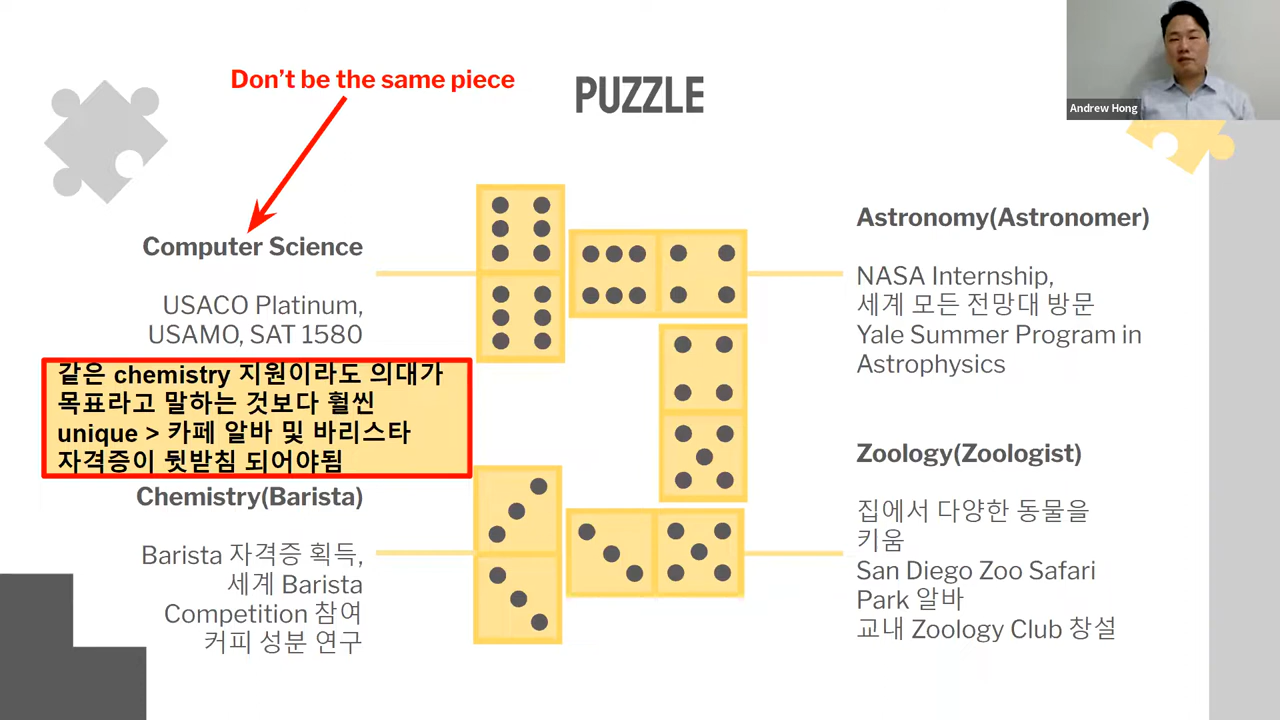 Don't be the same piece
PUZZLE
Andrew Hong
Computer Science
USACO Platinum,
USAMO, SAT 1580
같은 chemistry 지원이라도 의대가
목표라고 말하는 것보다 훨씬
unique > 카페 알바 및 바리스타
자격증이 뒷받침 되어야됨
Chemistry(Barista)
Barista 자격증 획득,
세계 Barista
Competition 참여
커피 성분 연구
Astronomy(Astronomer)
NASA Internship,
세계 모든 전망대 방문
Yale Summer Program in
Astrophysics
Zoology(Zoologist)
집에서 다양한 동물을
키움
San Diego Zoo Safari
Park 알바
교내 Zoology Club 창설